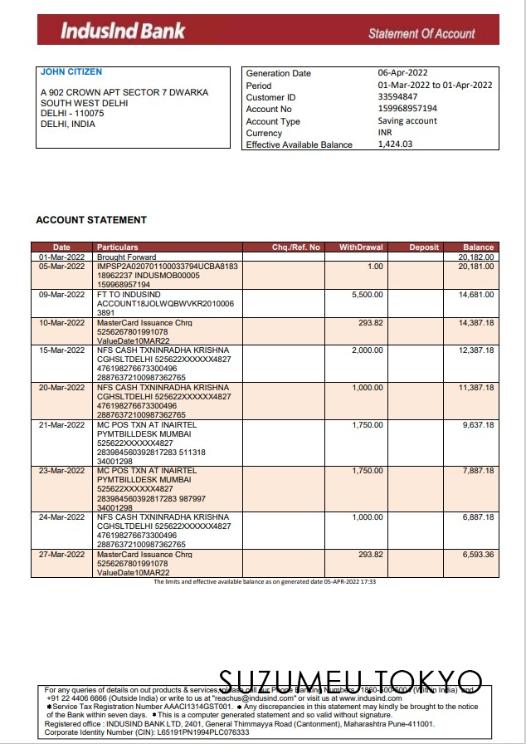 IndusInd Bank
Statement Of Account
JOHN CITIZEN
A 902 CROWN APT SECTOR 7 DWARKA
SOUTH WEST DELHI
DELHI - 110075
DELHI, INDIA
Generation Date 06-Apr-2022
Period 01-Mar-2022 to 01-Apr-2022
Customer ID 33594847
Account No 159968957194
Account Type Saving account
Currency INR
Effective Available Balance 1,424.03
ACCOUNT STATEMENT
Date Particulars Chq./Ref. No WithDrawal Deposit Balance
01-Mar-2022 Brought Forward 20,182.00
05-Mar-2022 IMPSP2A020701100033794UCBA8183 1.00 20,181.00
18962237 INDUSMOB00005
159968957194
09-Mar-2022 FT TO INDUSIND 5,500.00 14,681.00
ACCOUNT18JOLWQBWVKR2010006
3891
10-Mar-2022 MasterCard Issuance Chrg 293.82 14,387.18
5256267801991078
ValueDate10MAR22
15-Mar-2022 NFS CASH TXNINRADHA KRISHNA 2,000.00 12,387.18
CGHSLTDELHI 525622XXXXXX4827
476198276673300496
28876372100987362765
20-Mar-2022 NFS CASH TXNINRADHA KRISHNA 1,000.00 11,387.18
CGHSLTDELHI 525622XXXXXX4827
476198276673300496
28876372100987362765
21-Mar-2022 MC POS TXN AT INAIRTEL 1,750.00 9,637.18
PYMTBILLDESK MUMBAI
525622XXXXXX4827
283984560392817283 511318
34001298
23-Mar-2022 MC POS TXN AT INAIRTEL 1,750.00 7,887.18
PYMTBILLDESK MUMBAI
525622XXXXXX4827
283984560392817283 987997
34001298
24-Mar-2022 NFS CASH TXNINRADHA KRISHNA 1,000.00 6,887.18
CGHSLTDELHI 525622XXXXXX4827
476198276673300496
28876372100987362765
27-Mar-2022 MasterCard Issuance Chrg 293.82 6,593.36
5256267801991078
ValueDate10MAR22
The limits and effective available balance as on generated date 05-APR-2022 17:33
SUZUMEU TOKYO
For any queries of details on out products & services, please call our Phone Banking Numbers : 1860-500-5004 (Within India) and
+91 22 4406 6666 (Outside India) or write to us at "reachus@indusind.com" or visit us at www.indusind.com
●Service Tax Registration Number AAACI1314GST001. ● Any discrepancies in this statement may kindly be brought to the notice
of the Bank within seven days. ● This is a computer generated statement and so valid without signature.
Registered office : INDUSIND BANK LTD, 2401, General Thimmayya Road (Cantonment), Maharashtra Pune-411001.
Corporate Identity Number (CIN): L65191PN1994PLC076333